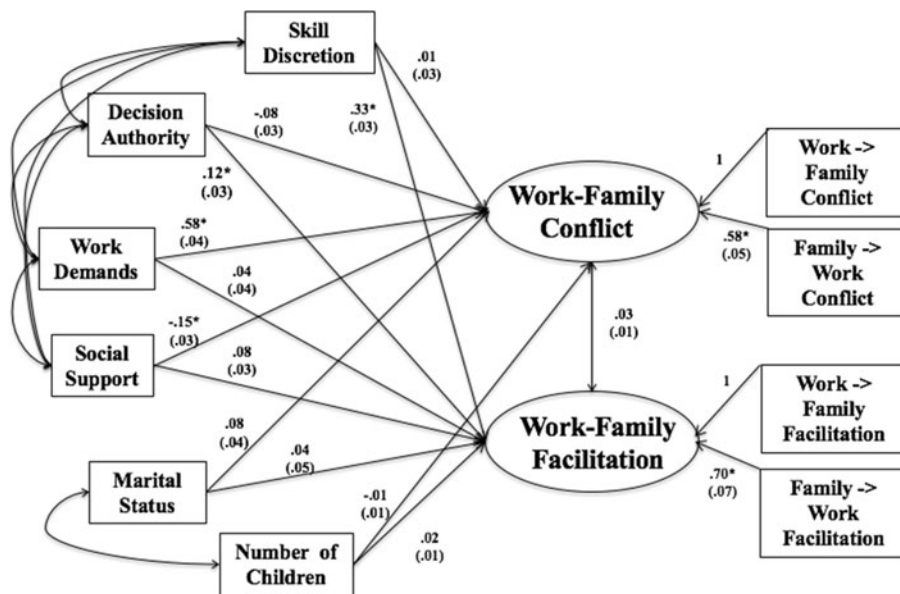 Skill
Discretion
.01
(.03)
.33*
(.03)
Decision
Authority
-.08
(.03)
.12*
(.03)
Work
Demands
.58*
(.04)
.04
(.04)
Social
Support
-.15*
(.03)
.08
(.03)
Marital
Status
.08
(.04)
.04
(.05)
Number of
Children
-.01
(.01)
.02
(.01)
Work-Family
Conflict
.03
(.01)
Work-Family
Facilitation
1
Work ->
Family
Conflict
.58*
(.05)
Family ->
Work
Conflict
1
Work ->
Family
Facilitation
.70*
(.07)
Family ->
Work
Facilitation